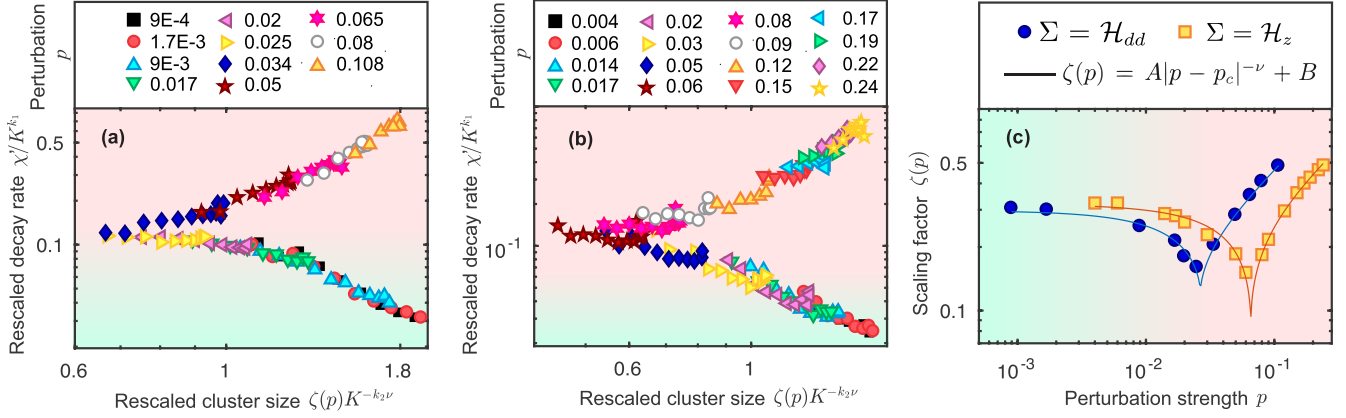 Perturbation p
9E-4 0.02 0.065
1.7E-3 0.025 0.08
9E-3 0.034 0.108
0.017 0.05
(a)
Rescaled decay rate χ′/K^{k₁}
0.5
0.1
0.6 1 1.8
Rescaled cluster size ζ(p)K^{−k₂ν}
Perturbation p
0.004 0.02 0.08 0.17
0.006 0.03 0.09 0.19
0.014 0.05 0.12 0.22
0.017 0.06 0.15 0.24
(b)
Rescaled decay rate χ′/K^{k₁}
10^{-1}
0.6 1
Rescaled cluster size ζ(p)K^{−k₂ν}
Σ = ℋ_{dd} Σ = ℋ_z
ζ(p) = A|p − p_c|^{−ν} + B
(c)
Scaling factor ζ(p)
0.5
0.1
10^{-3} 10^{-2} 10^{-1}
Perturbation strength p